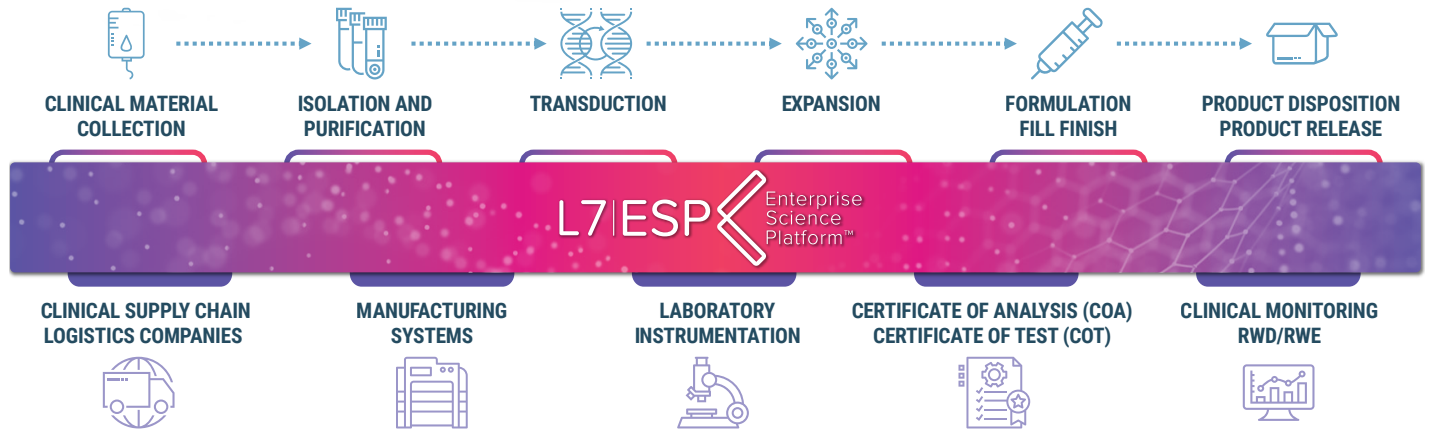 CLINICAL MATERIAL
COLLECTION
ISOLATION AND
PURIFICATION
TRANSDUCTION
EXPANSION
FORMULATION
FILL FINISH
PRODUCT DISPOSITION
PRODUCT RELEASE
L7|ESP
Enterprise
Science
Platform™
CLINICAL SUPPLY CHAIN
LOGISTICS COMPANIES
MANUFACTURING
SYSTEMS
LABORATORY
INSTRUMENTATION
CERTIFICATE OF ANALYSIS (COA)
CERTIFICATE OF TEST (COT)
CLINICAL MONITORING
RWD/RWE